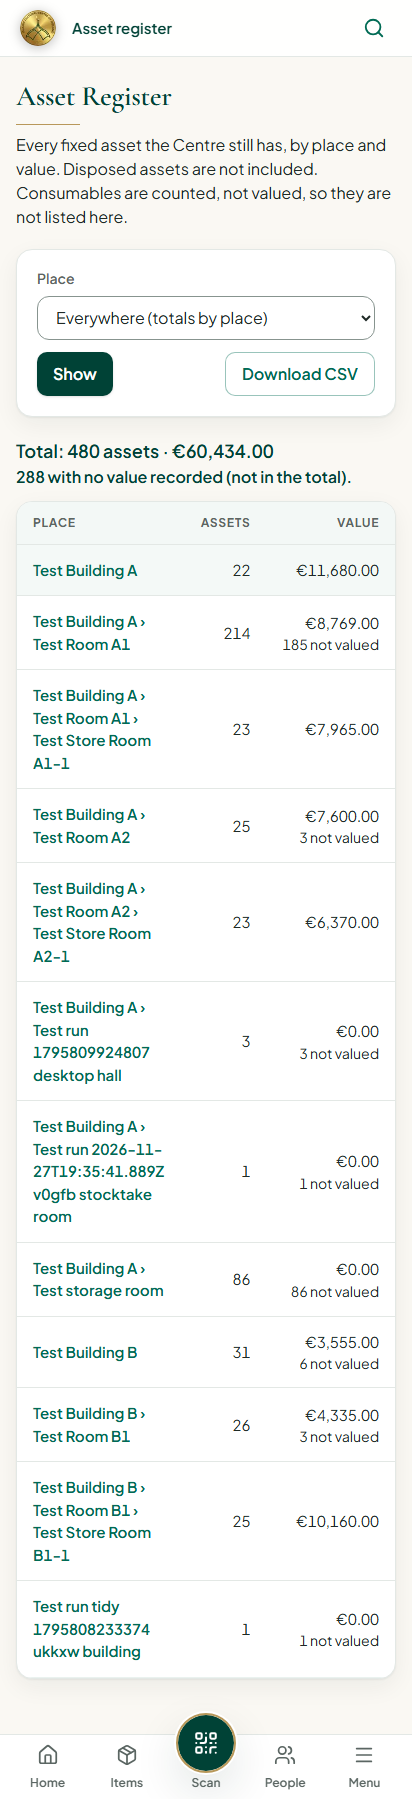 Asset register
Asset Register
Every fixed asset the Centre still has, by place and
value. Disposed assets are not included.
Consumables are counted, not valued, so they are
not listed here.
Place
Everywhere (totals by place)
Show
Download CSV
Total: 480 assets · €60,434.00
288 with no value recorded (not in the total).
PLACE ASSETS VALUE
Test Building A 22 €11,680.00
Test Building A ›
Test Room A1
214
€8,769.00
185 not valued
Test Building A ›
Test Room A1 ›
Test Store Room
A1-1
23
€7,965.00
Test Building A ›
Test Room A2
25
€7,600.00
3 not valued
Test Building A ›
Test Room A2 ›
Test Store Room
A2-1
23
€6,370.00
Test Building A ›
Test run
1795809924807
desktop hall
3
€0.00
3 not valued
Test Building A ›
Test run 2026-11-
27T19:35:41.889Z
v0gfb stocktake
room
1
€0.00
1 not valued
Test Building A ›
Test storage room
86
€0.00
86 not valued
Test Building B
31
€3,555.00
6 not valued
Test Building B ›
Test Room B1
26
€4,335.00
3 not valued
Test Building B ›
Test Room B1 ›
Test Store Room
B1-1
25
€10,160.00
Test run tidy
1795808233374
ukkxw building
1
€0.00
1 not valued
Home Items Scan People Menu